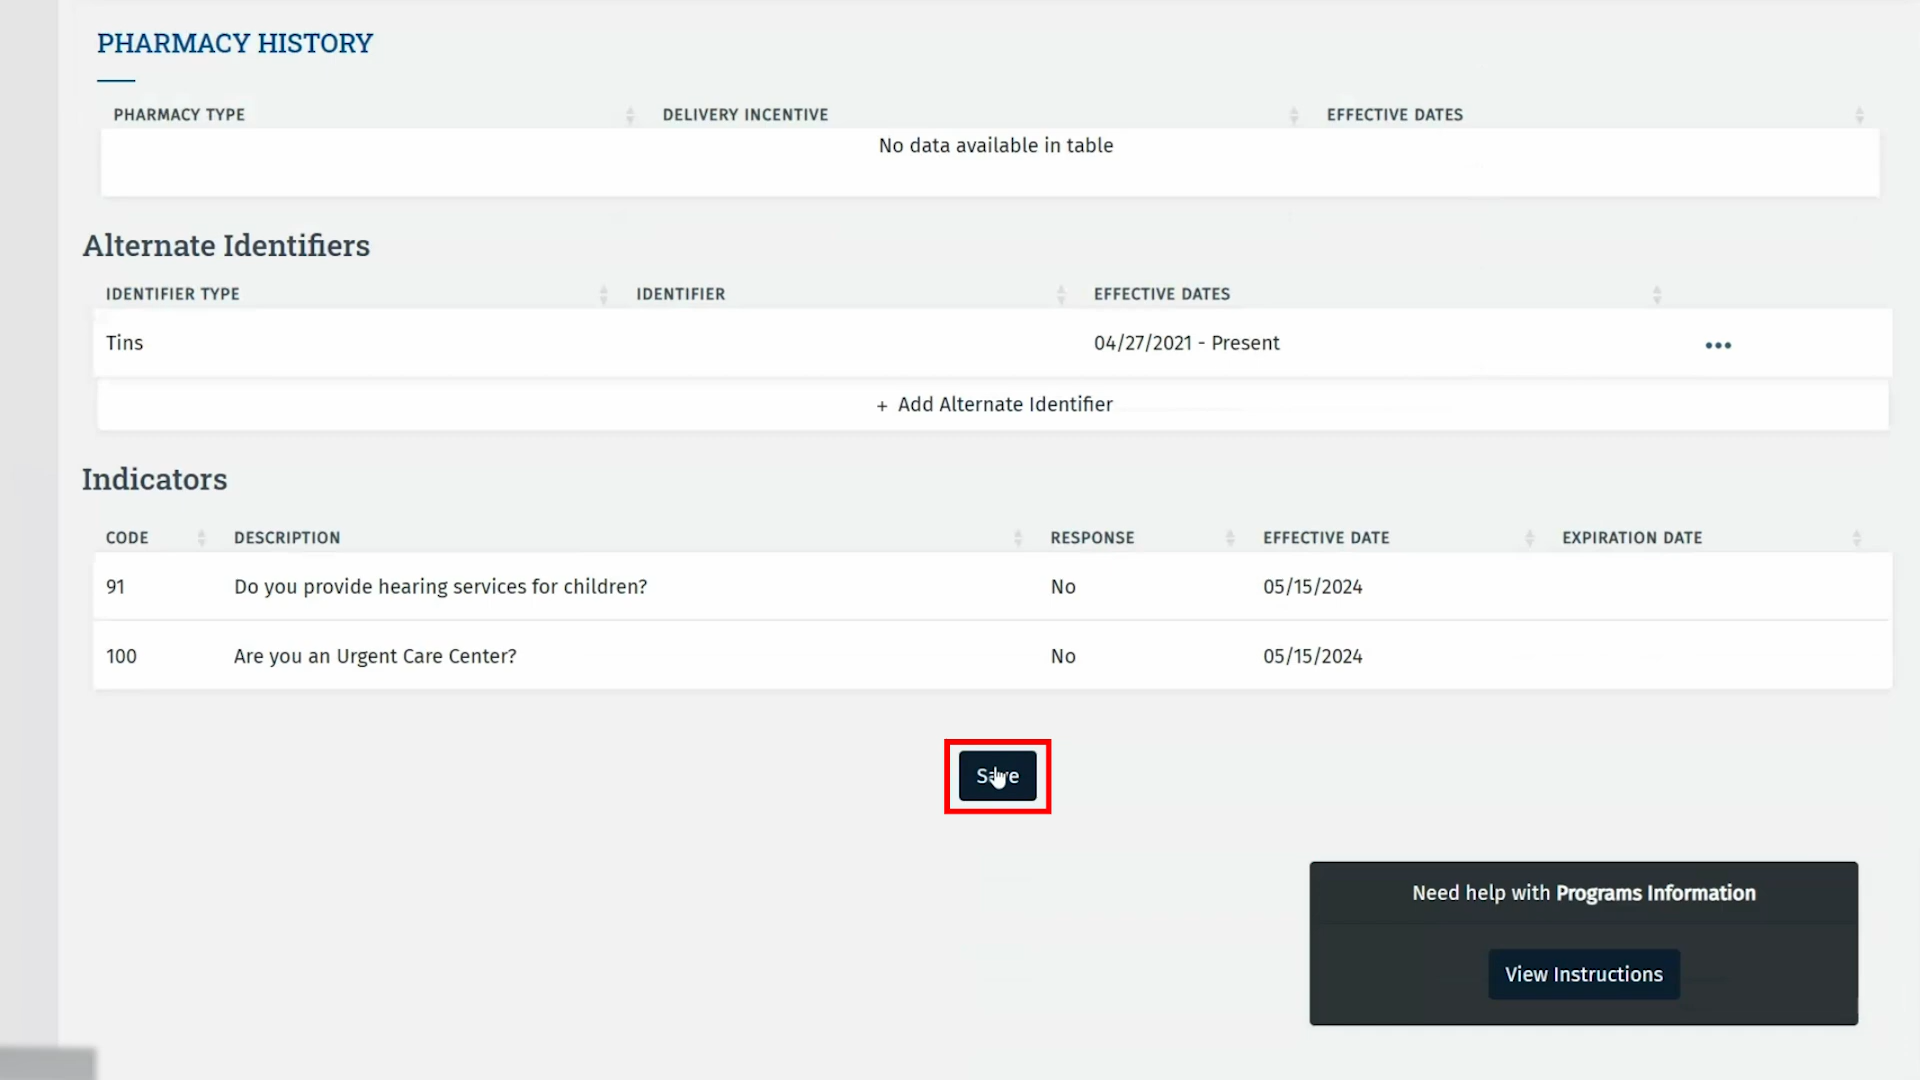 PHARMACY HISTORY
PHARMACY TYPE DELIVERY INCENTIVE EFFECTIVE DATES
No data available in table
Alternate Identifiers
IDENTIFIER TYPE IDENTIFIER EFFECTIVE DATES
Tins 04/27/2021 - Present
+ Add Alternate Identifier
Indicators
CODE DESCRIPTION RESPONSE EFFECTIVE DATE EXPIRATION DATE
91 Do you provide hearing services for children? No 05/15/2024
100 Are you an Urgent Care Center? No 05/15/2024
Save
Need help with Programs Information
View Instructions